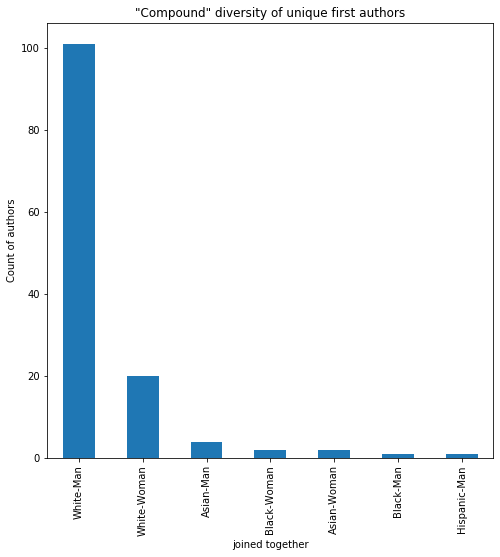 "Compound" diversity of unique first authors
100
80
60
40
20
0
Count of authors
White-Man
White-Woman
Asian-Man
Black-Woman
Asian-Woman
Black-Man
Hispanic-Man
joined together